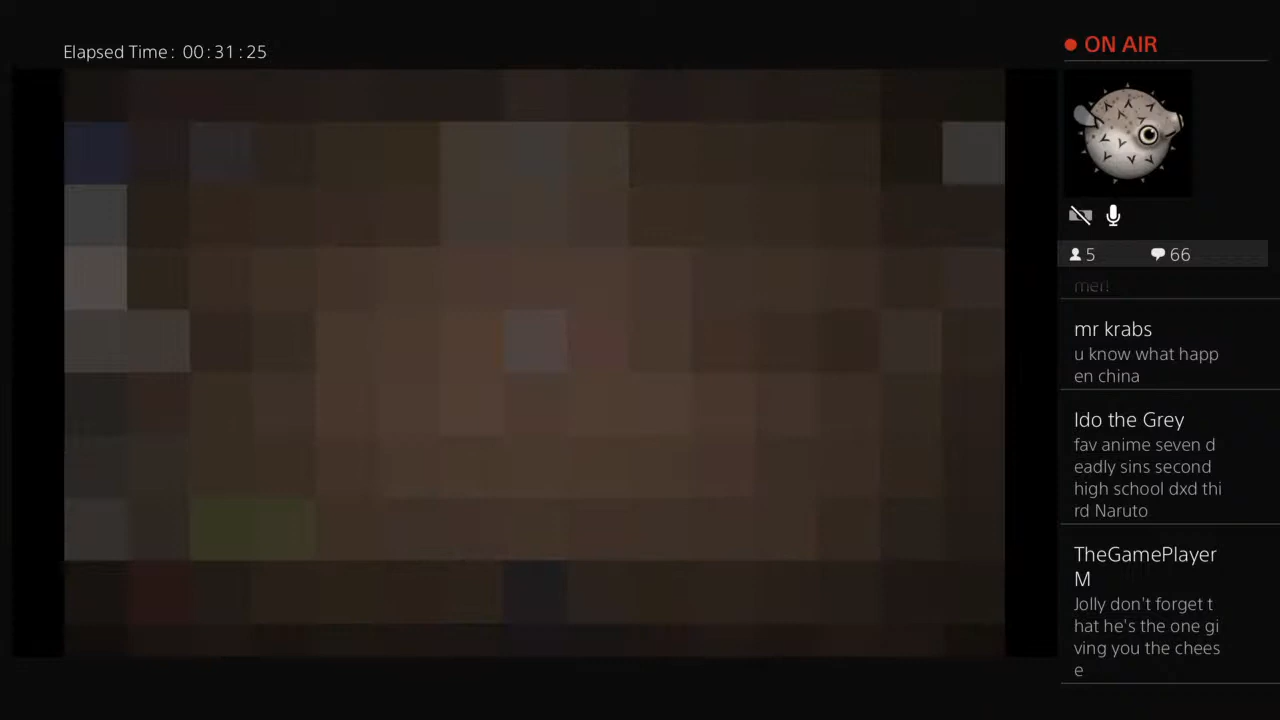 Elapsed Time: 00:31:25
ON AIR
5 66
mer!
mr krabs
u know what happ
en china
Ido the Grey
fav anime seven d
eadly sins second
high school dxd thi
rd Naruto
TheGamePlayer
M
Jolly don't forget t
hat he's the one gi
ving you the chees
e